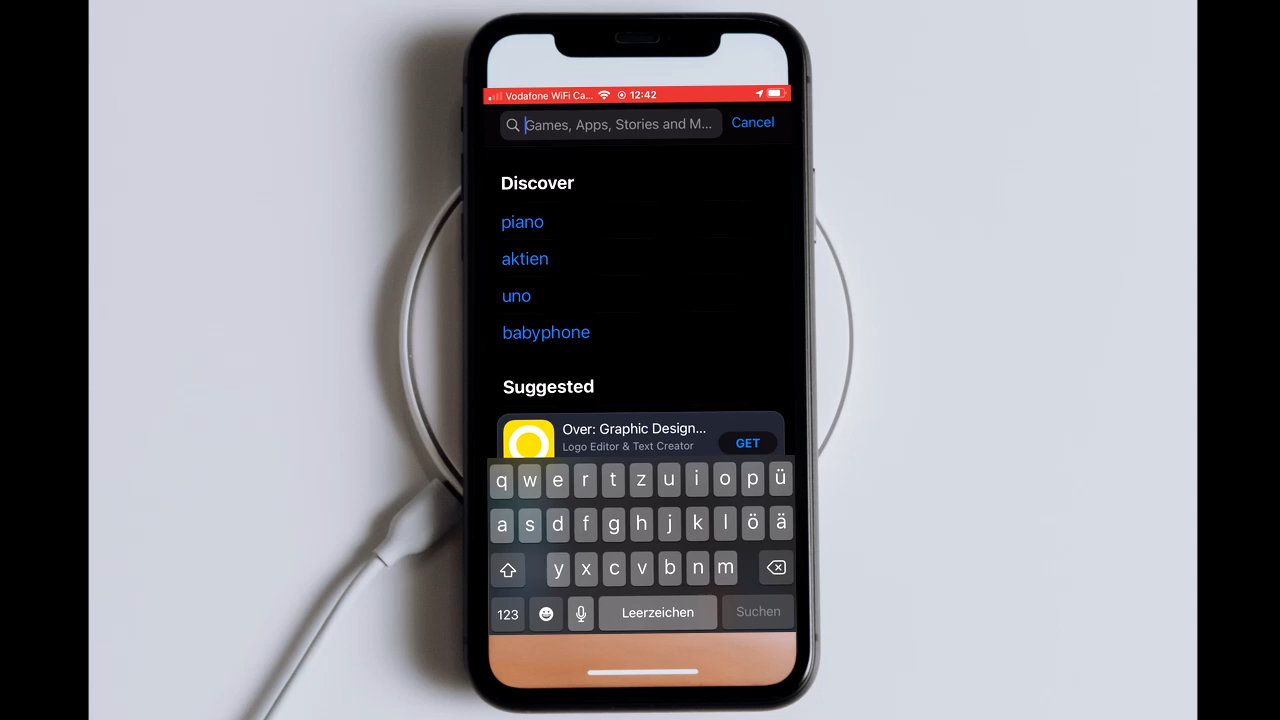 Vodafone WiFi Ca... 12:42
Games, Apps, Stories and M... Cancel
Discover
piano
aktien
uno
babyphone
Suggested
Over: Graphic Design...
Logo Editor & Text Creator
GET
q w e r t z u i o p ü
a s d f g h j k l ö ä
y x c v b n m
123 Leerzeichen Suchen